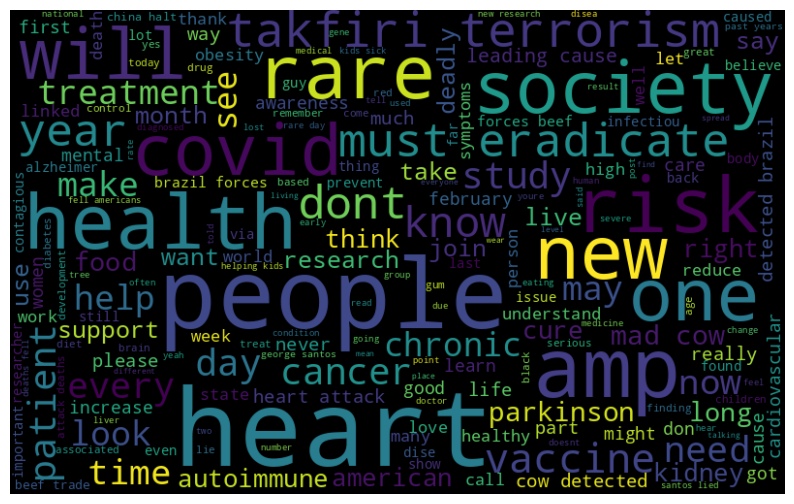 china halt thank takfiri terrorism new research disea caused past years
national first lot yes death gene medical kids sick leading cause great say
will today drug obesity rare deadly let well believe
treatment see linked control month guy red tell used awareness remember much come symptoms society result forces beef infectiou spread
year diagnosed covid lost rare day must far eradicate
mental rate alzheimer thing take study high care body
make brazil forces based prevent february human post find back
contagious fell americans health living dont know live said person detected brazil
diabetes told via everyone early youre severe right
women food want think wear join risk
use development tree world research last new level reduce
often helping kids group gum may issue age one
work help people read due understand medicine change
important researcher still support diet week condition going never chronic cure serious mad cow really
deaths fell brain treat george santos learn black found
patient please yeah day cancer mean point place amp now cardiovascular
attack deaths every different state good life finding children feel
increase heart attack doctor parkinson long
look liver heart love healthy part might don cause
associated even two many vaccine doesnt hear need
time lie number dise show talking kidney got
beef trade autoimmune american call cow detected santos lied